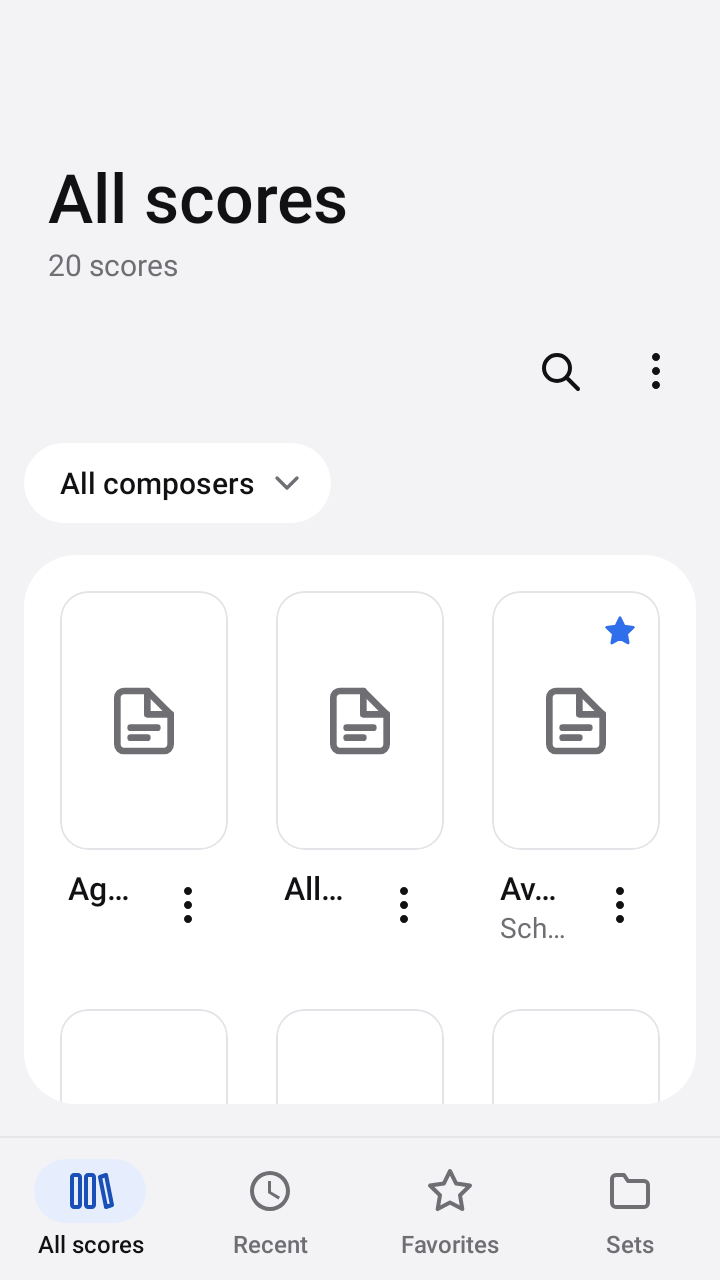 All scores
20 scores
All composers
Ag...
All...
Av...
Sch...
All scores
Recent
Favorites
Sets